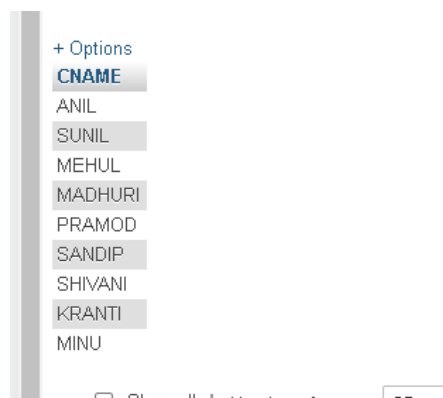 + Options
CNAME
ANIL
SUNIL
MEHUL
MADHURI
PRAMOD
SANDIP
SHIVANI
KRANTI
MINU